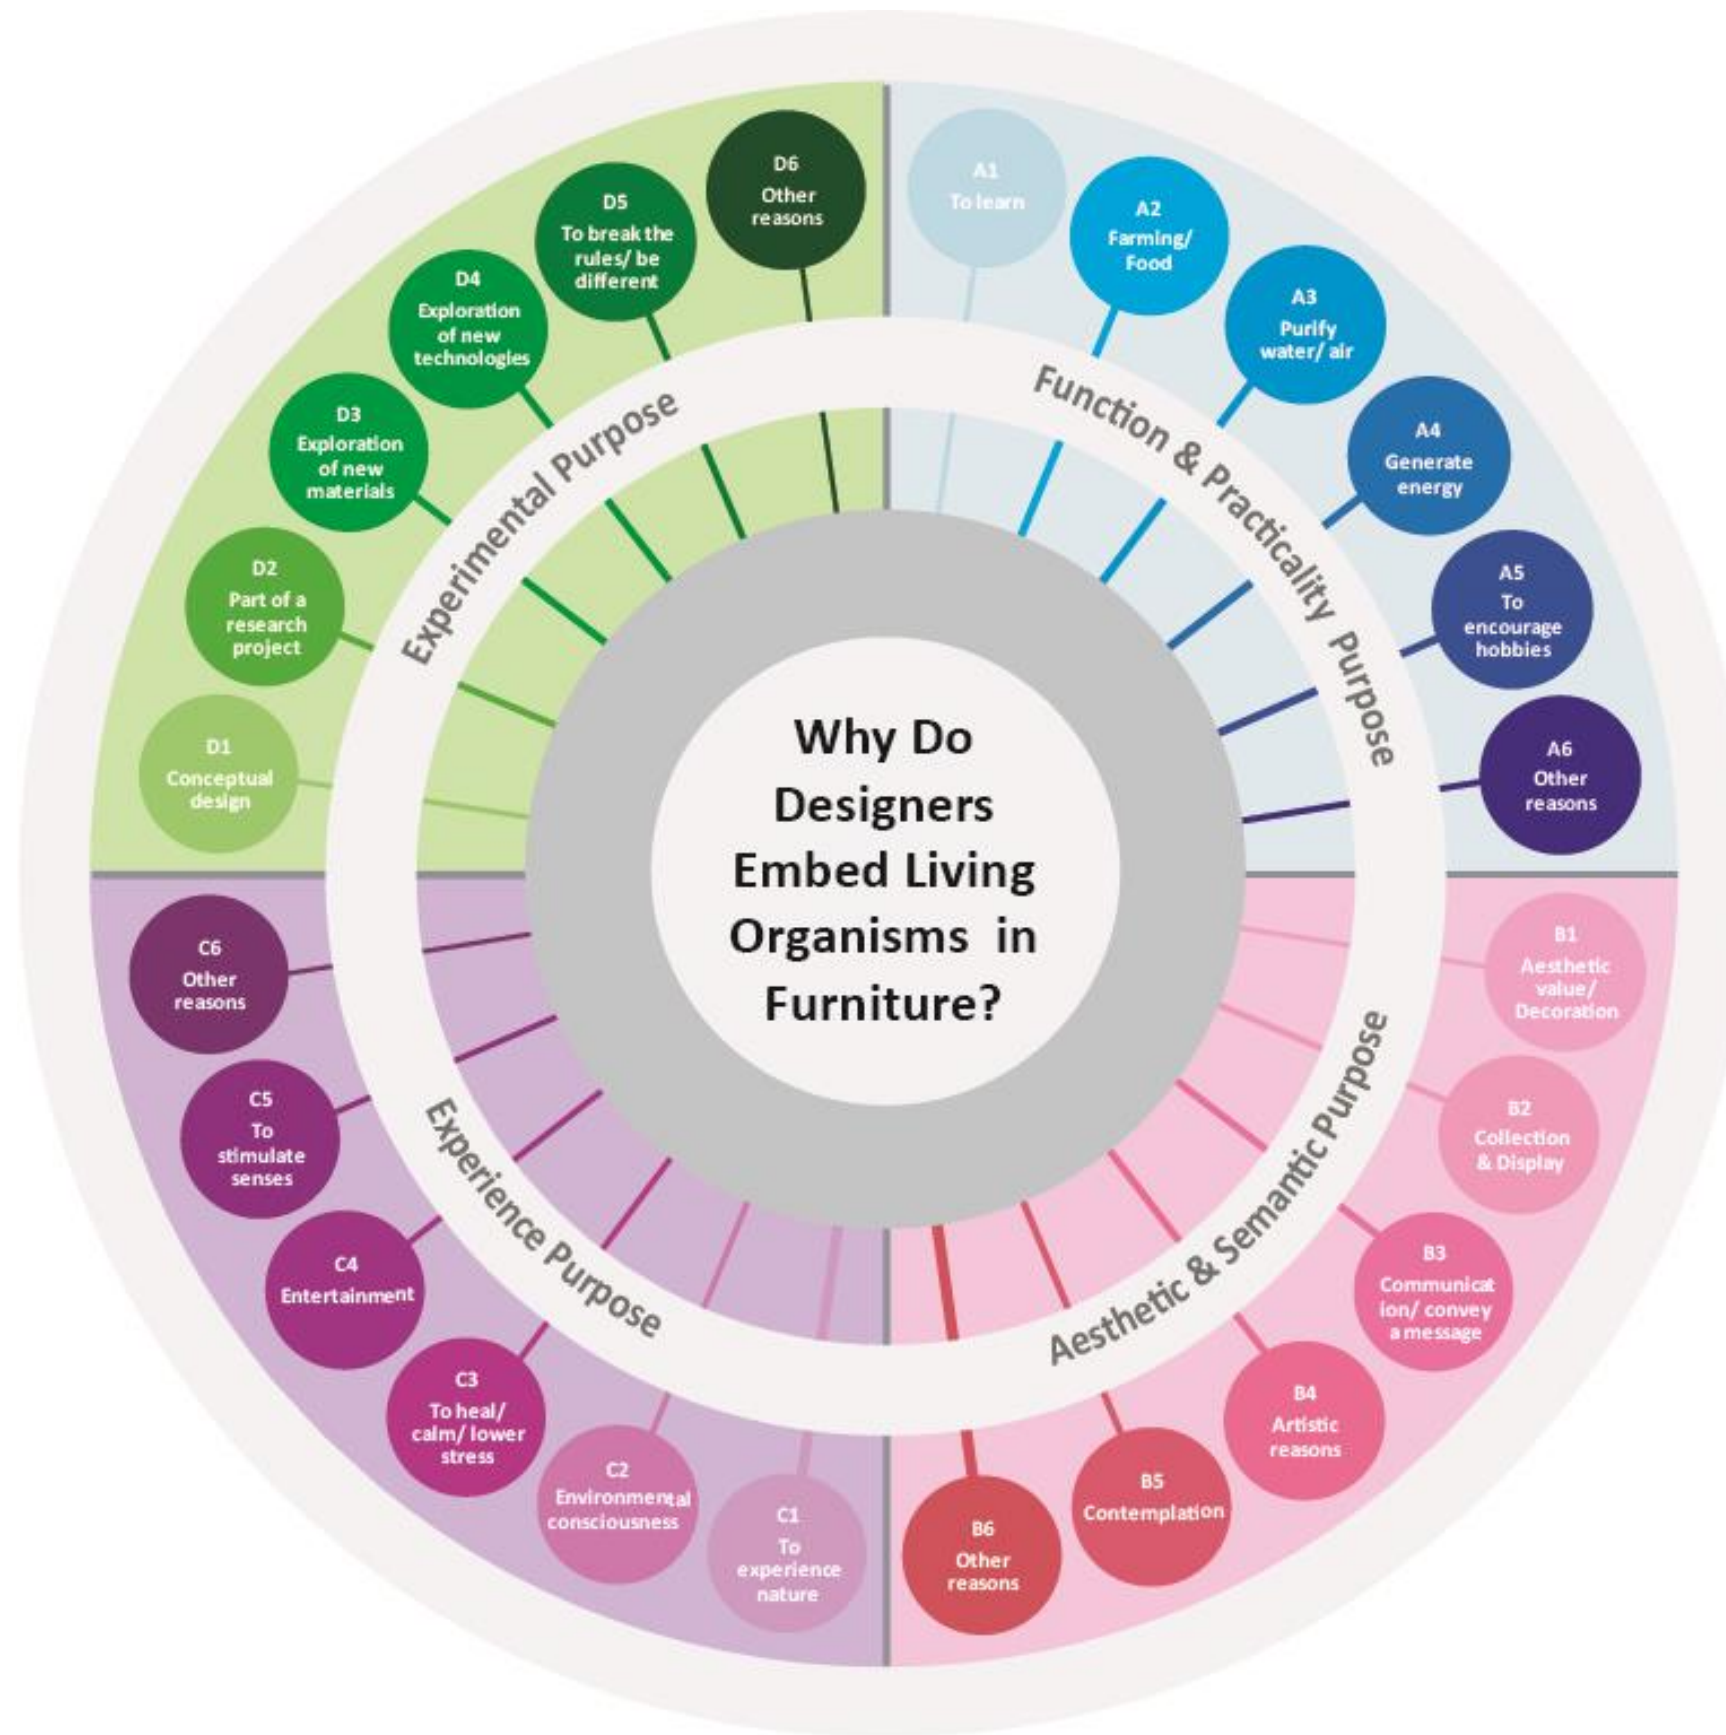 Why Do
Designers
Embed Living
Organisms in
Furniture?
Function & Practicality Purpose
A1
To learn
A2
Farming/
Food
A3
Purify
water/ air
A4
Generate
energy
A5
To
encourage
hobbies
A6
Other
reasons
Aesthetic & Semantic Purpose
B1
Aesthetic
value/
Decoration
B2
Collection
& Display
B3
Communicat
ion/ convey
a message
B4
Artistic
reasons
B5
Contemplation
B6
Other
reasons
Experience Purpose
C1
To
experience
nature
C2
Environmental
consciousness
C3
To heal/
calm/ lower
stress
C4
Entertainment
C5
To
stimulate
senses
C6
Other
reasons
Experimental Purpose
D1
Conceptual
design
D2
Part of a
research
project
D3
Exploration
of new
materials
D4
Exploration
of new
technologies
D5
To break the
rules/ be
different
D6
Other
reasons